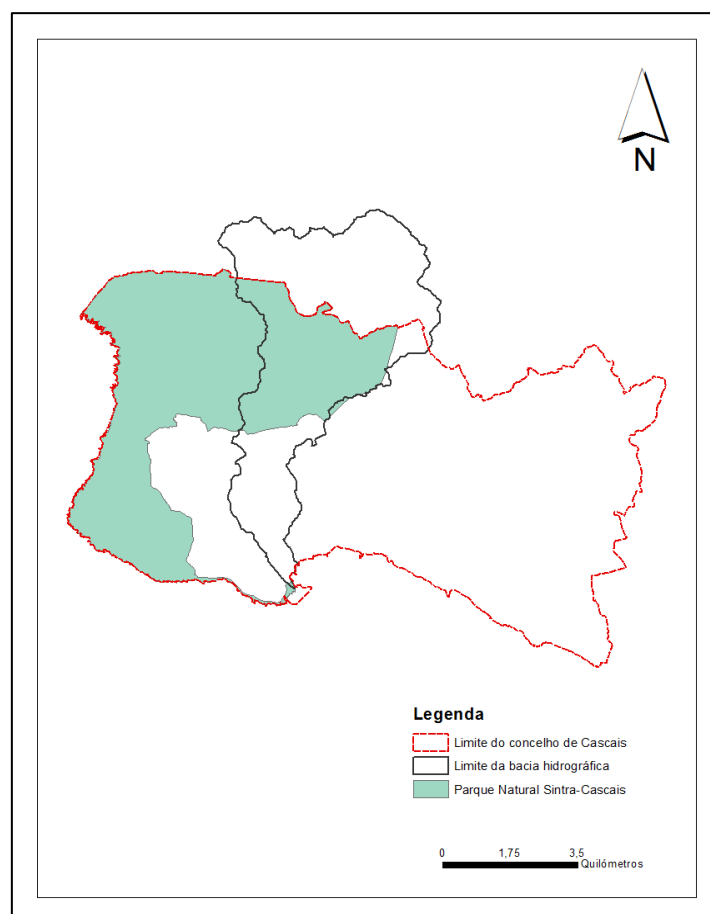 N
Legenda
Limite do concelho de Cascais
Limite da bacia hidrográfica
Parque Natural Sintra-Cascais
0 1,75 3,5
Quilómetros